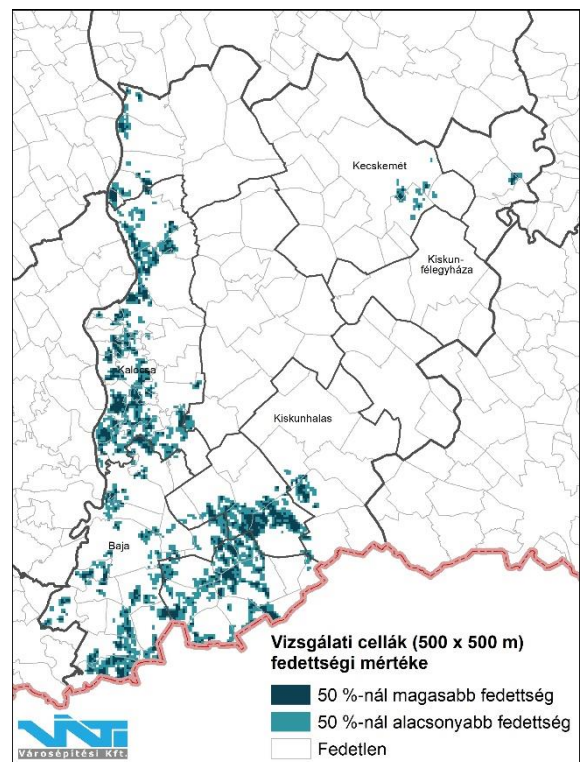 Kecskemét
Kiskun-
félegyháza
Kalocsa
Kiskunhalas
Baja
Vizsgálati cellák (500 x 500 m)
fedettségi mértéke
50 %-nál magasabb fedettség
50 %-nál alacsonyabb fedettség
Fedetlen
VÁTI
Városépítési Kft.